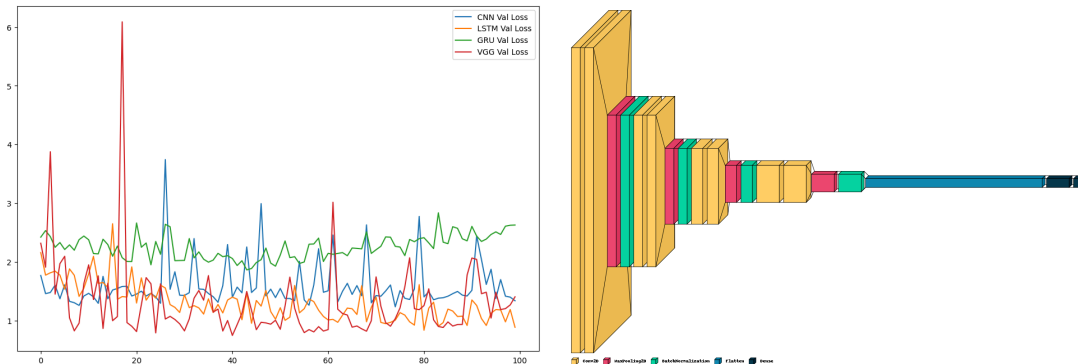 CNN Val Loss
LSTM Val Loss
GRU Val Loss
VGG Val Loss
6
5
4
3
2
1
0 20 40 60 80 100
Conv2D MaxPooling2D BatchNormalization Flatten Dense